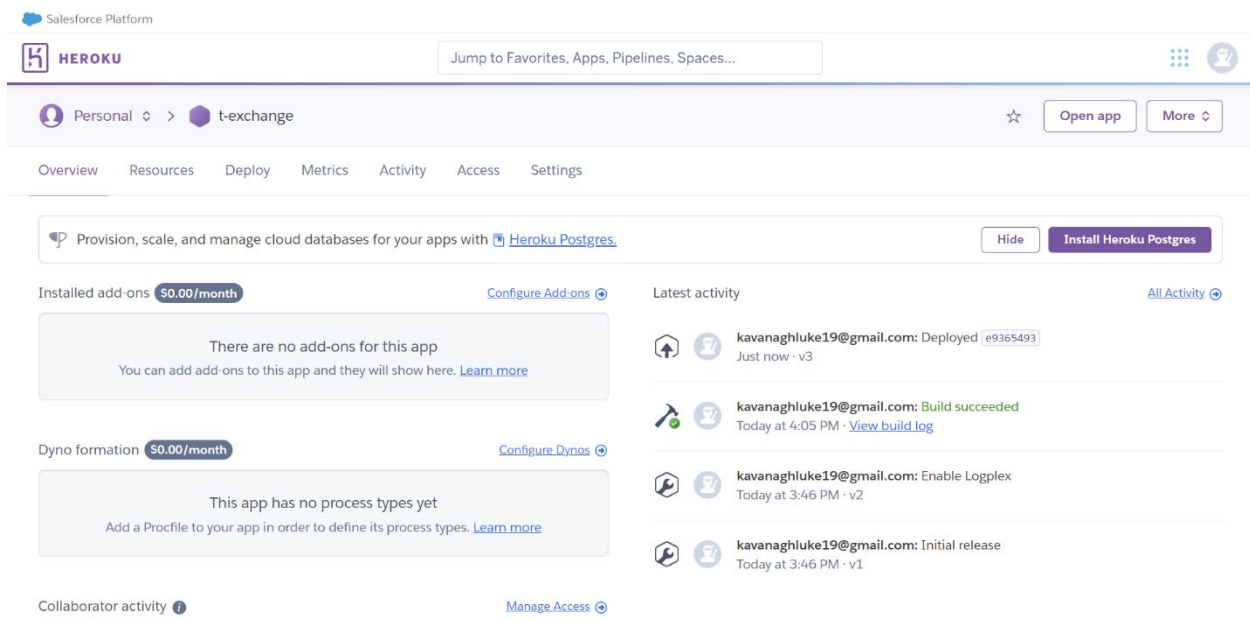 Salesforce Platform
HEROKU
Jump to Favorites, Apps, Pipelines, Spaces...
Personal > t-exchange
Open app
More
Overview Resources Deploy Metrics Activity Access Settings
Provision, scale, and manage cloud databases for your apps with Heroku Postgres.
Hide
Install Heroku Postgres
Installed add-ons $0.00/month
Configure Add-ons
There are no add-ons for this app
You can add add-ons to this app and they will show here. Learn more
Dyno formation $0.00/month
Configure Dynos
This app has no process types yet
Add a Procfile to your app in order to define its process types. Learn more
Collaborator activity
Manage Access
Latest activity
All Activity
kavanaghluke19@gmail.com: Deployed e9365493
Just now · v3
kavanaghluke19@gmail.com: Build succeeded
Today at 4:05 PM · View build log
kavanaghluke19@gmail.com: Enable Logplex
Today at 3:46 PM · v2
kavanaghluke19@gmail.com: Initial release
Today at 3:46 PM · v1